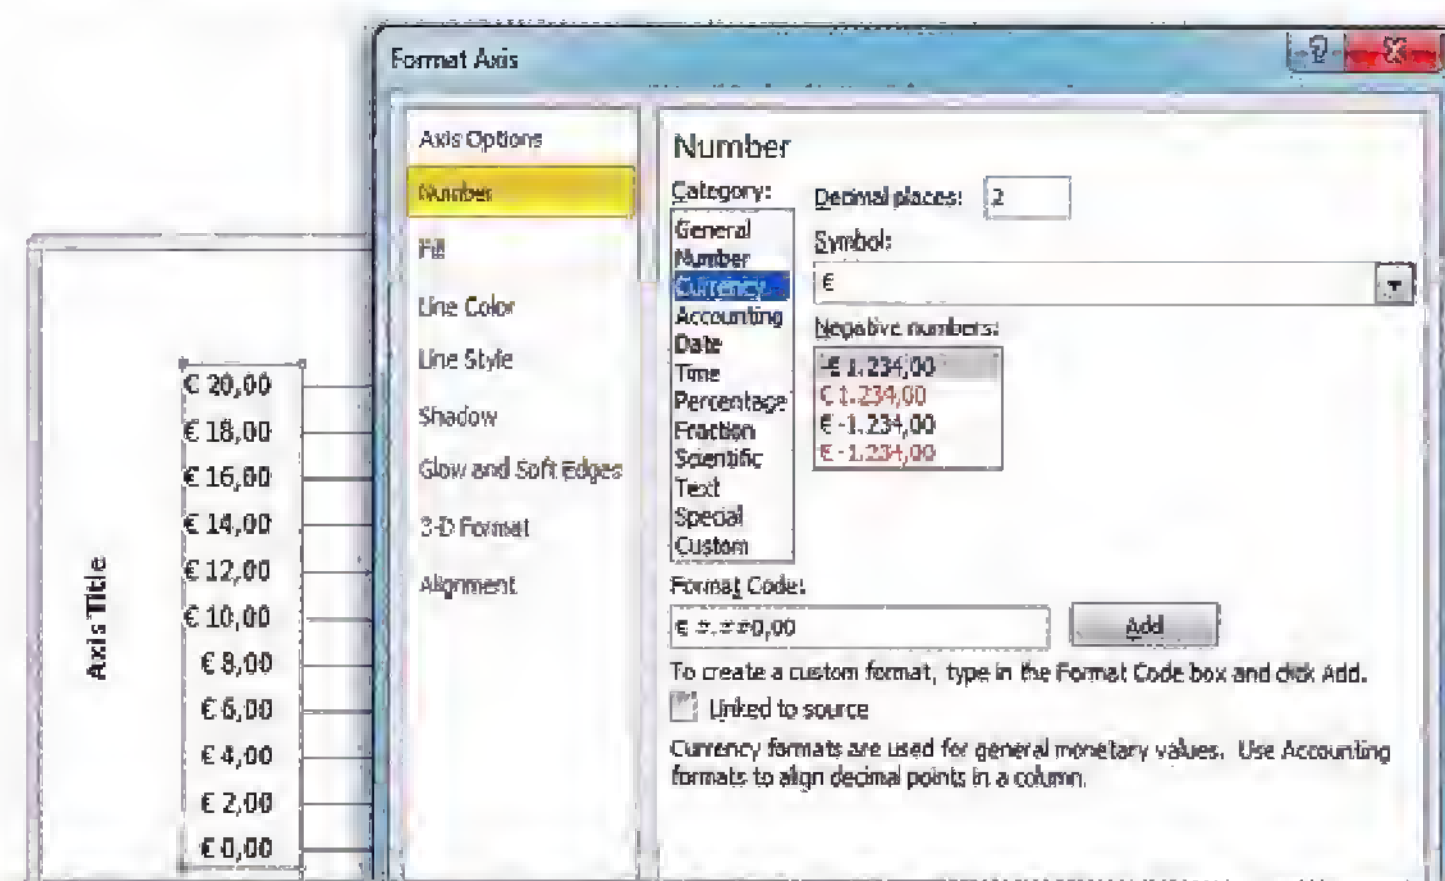 Format Axis
Axis Options
Number
Fill
Line Color
Line Style
Shadow
Glow and Soft Edges
3-D Format
Alignment
Number
Category:
General
Number
Currency
Accounting
Date
Time
Percentage
Fraction
Scientific
Text
Special
Custom
Decimal places: 2
Symbol:
€
Negative numbers:
-€ 1.234,00
€ 1.234,00
€ -1.234,00
€ -1.234,00
Format Code:
€ #.##0,00
Add
To create a custom format, type in the Format Code box and click Add.
Linked to source
Currency formats are used for general monetary values. Use Accounting
formats to align decimal points in a column.
Axis Title
€ 20,00
€ 18,00
€ 16,00
€ 14,00
€ 12,00
€ 10,00
€ 8,00
€ 6,00
€ 4,00
€ 2,00
€ 0,00